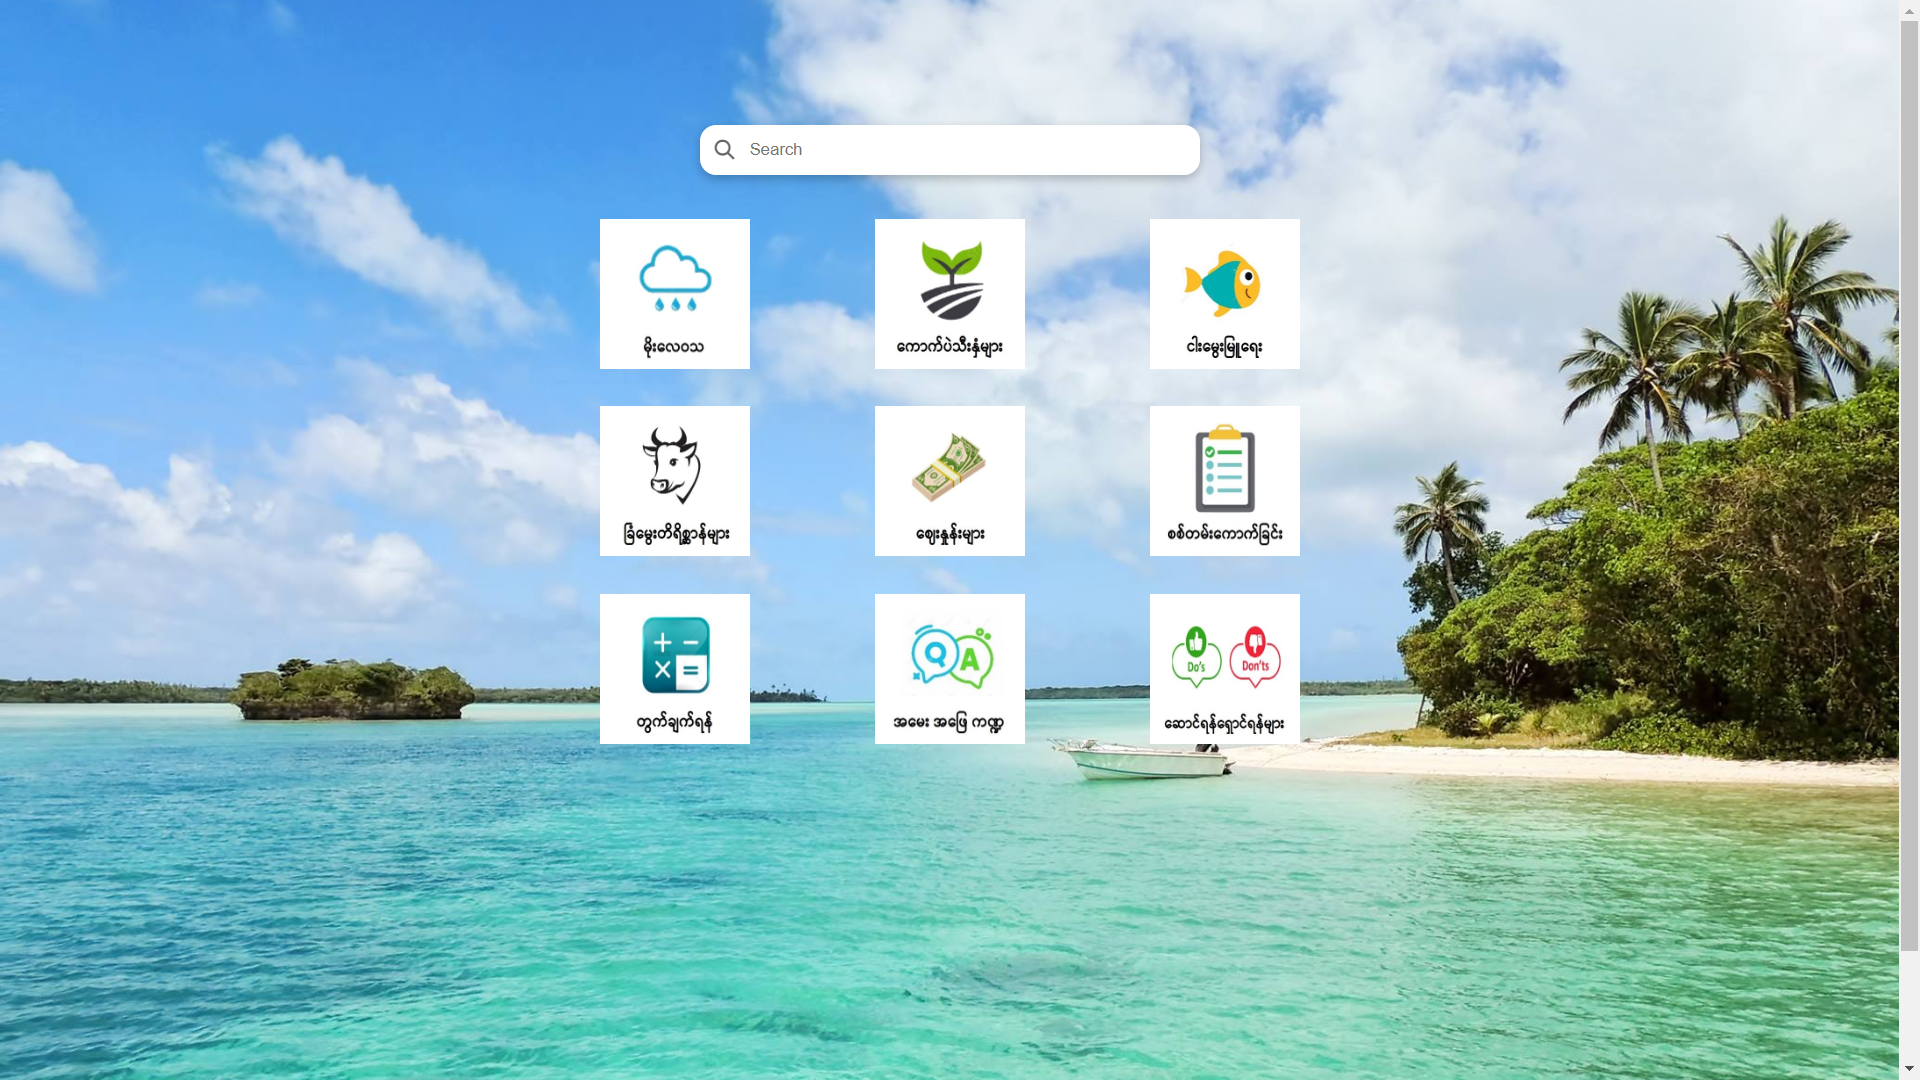 Search
မိုးလေဝသ
ကောက်ပဲသီးနှံများ
ငါးမွေးမြူရေး
ခြံမွေးတိရိစ္ဆာန်များ
ဈေးနှုန်းများ
စစ်တမ်းကောက်ခြင်း
တွက်ချက်ရန်
Q A
အမေး အဖြေ ကဏ္ဍ
Do's Don'ts
ဆောင်ရန်ရှောင်ရန်များ